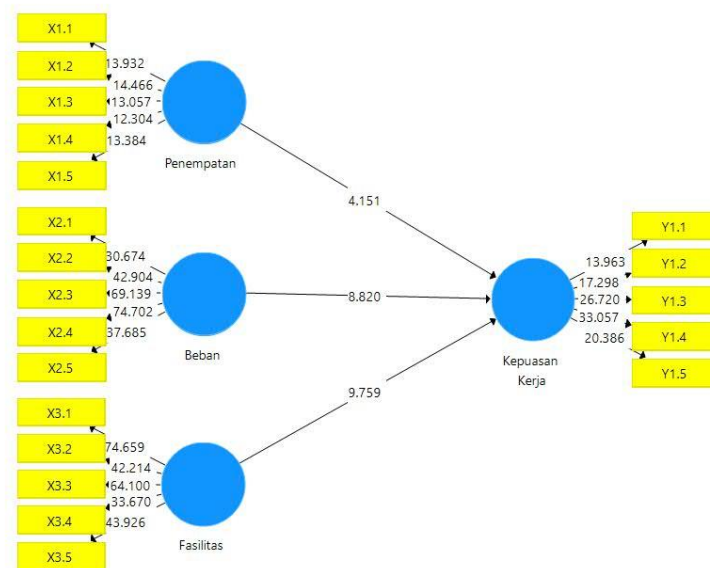 X1.1
X1.2
X1.3
X1.4
X1.5
13.932
14.466
13.057
12.304
13.384
Penempatan
4.151
X2.1
X2.2
X2.3
X2.4
X2.5
30.674
42.904
69.139
74.702
37.685
Beban
8.820
X3.1
X3.2
X3.3
X3.4
X3.5
74.659
42.214
64.100
33.670
43.926
Fasilitas
9.759
Kepuasan
Kerja
13.963
17.298
26.720
33.057
20.386
Y1.1
Y1.2
Y1.3
Y1.4
Y1.5